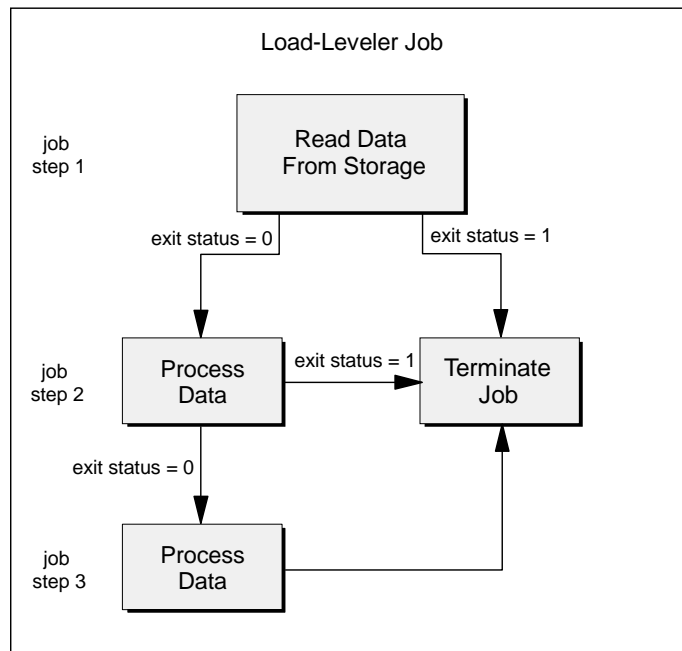 Load-Leveler Job
job
step 1
Read Data
From Storage
exit status = 0
exit status = 1
job
step 2
Process
Data
exit status = 1
Terminate
Job
exit status = 0
job
step 3
Process
Data